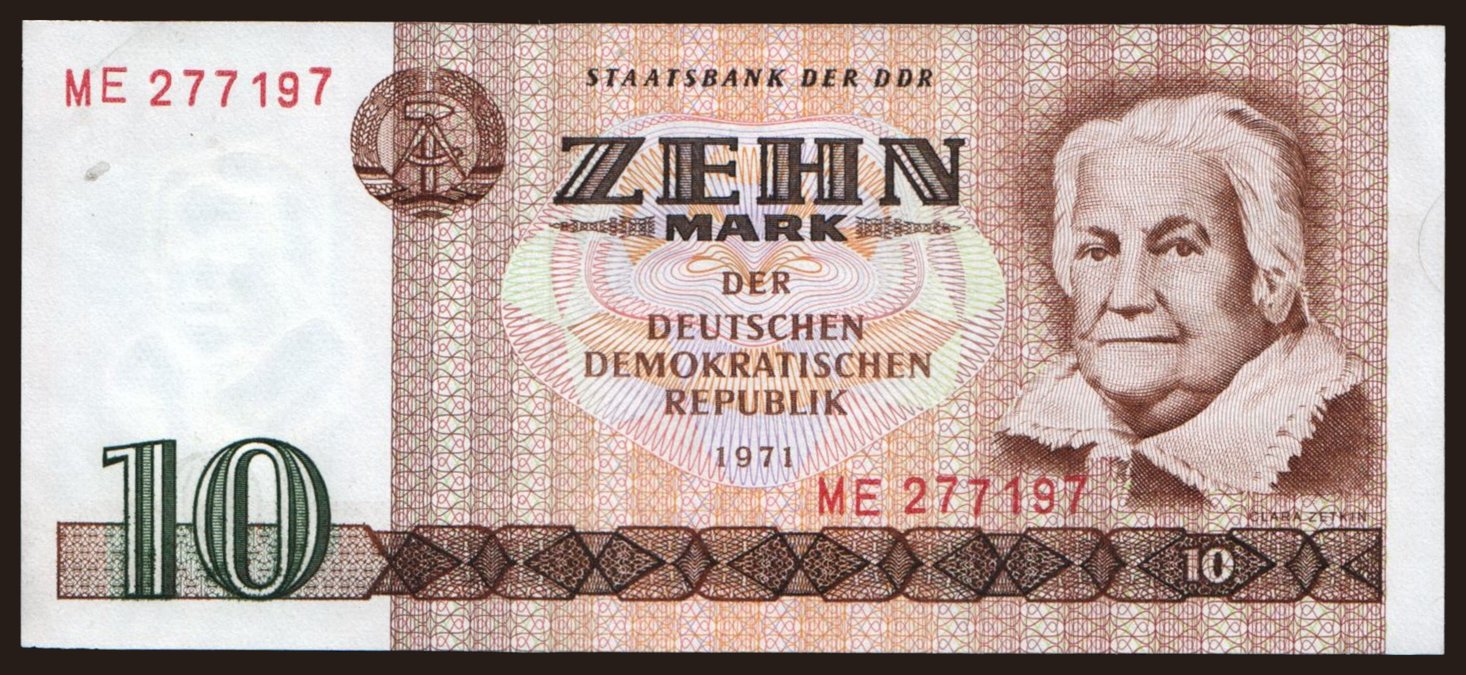 ME 277197
STAATSBANK DER DDR
ZEHN
MARK
DER
DEUTSCHEN
DEMOKRATISCHEN
REPUBLIK
1971
ME 277197
CLARA ZETKIN
10
10